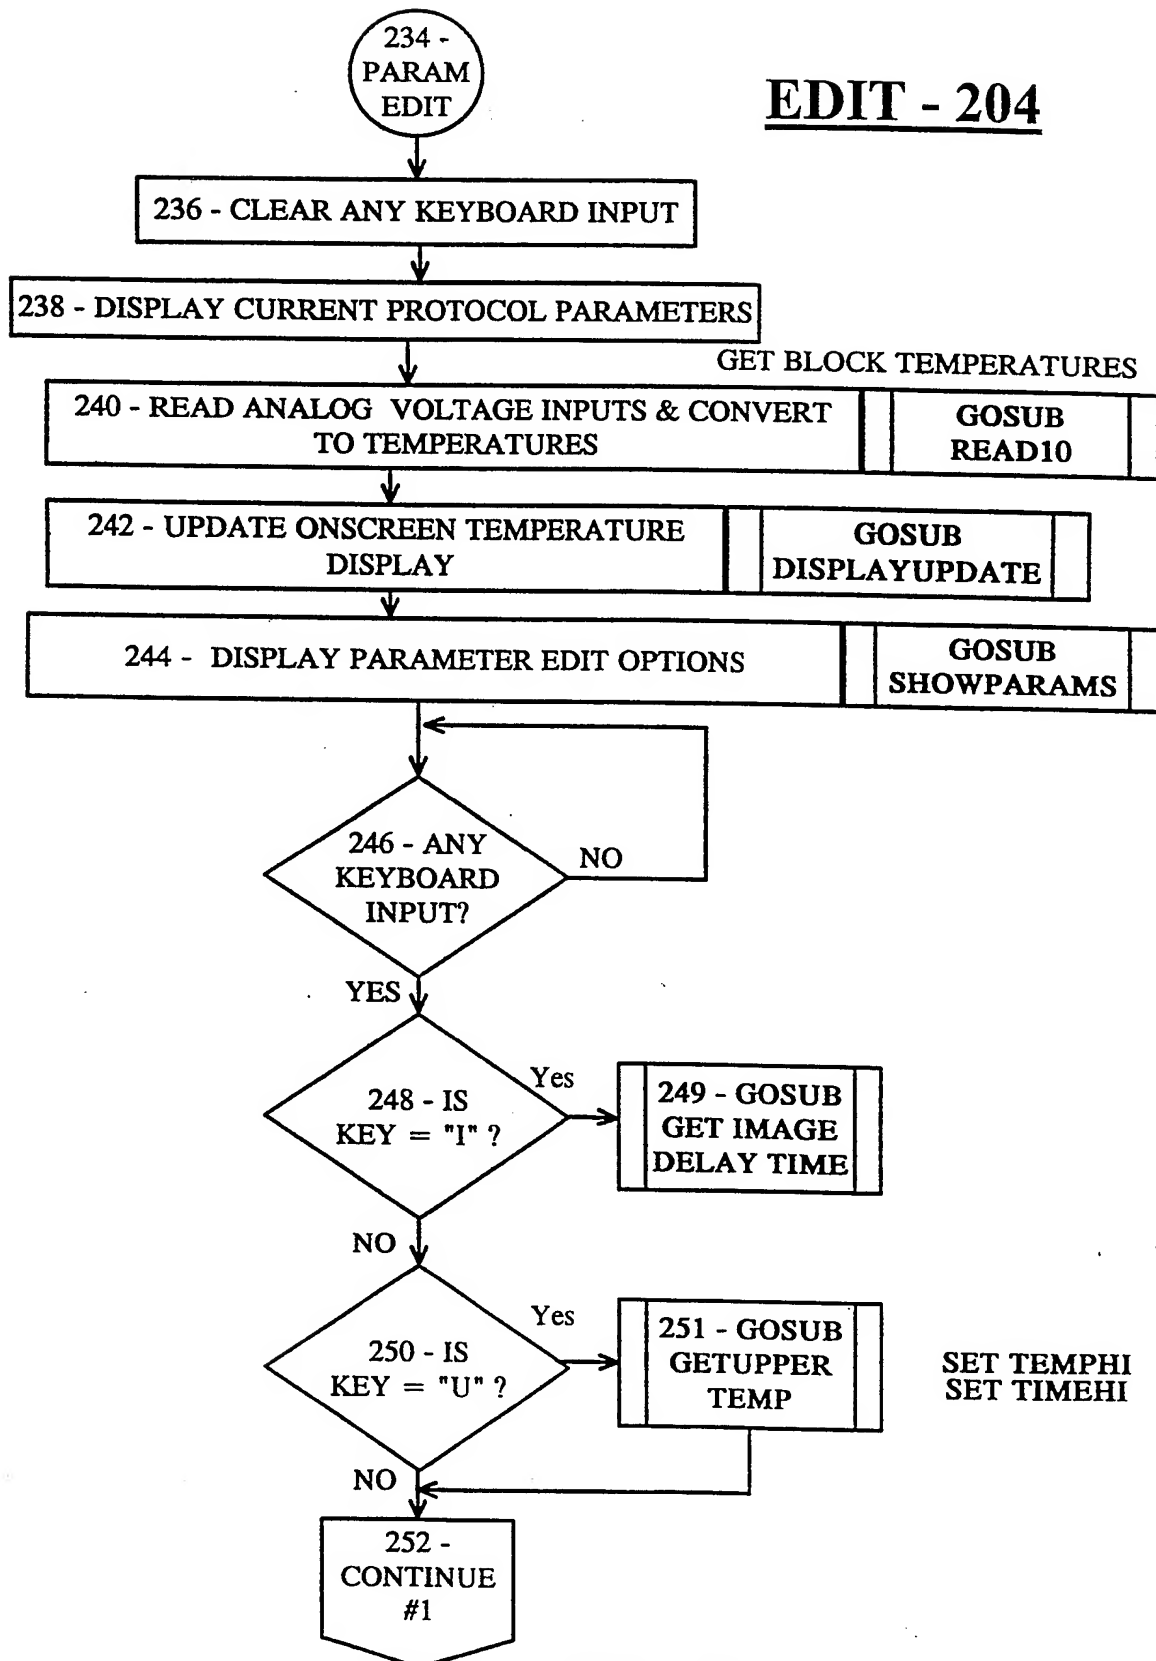 234 -
PARAM
EDIT
EDIT - 204
236 - CLEAR ANY KEYBOARD INPUT
238 - DISPLAY CURRENT PROTOCOL PARAMETERS
GET BLOCK TEMPERATURES
240 - READ ANALOG VOLTAGE INPUTS & CONVERT
TO TEMPERATURES
GOSUB
READ10
242 - UPDATE ONSCREEN TEMPERATURE
DISPLAY
GOSUB
DISPLAYUPDATE
244 - DISPLAY PARAMETER EDIT OPTIONS
GOSUB
SHOWPARAMS
246 - ANY
KEYBOARD
INPUT?
NO
YES
248 - IS
KEY = "I" ?
Yes
249 - GOSUB
GET IMAGE
DELAY TIME
NO
250 - IS
KEY = "U" ?
Yes
251 - GOSUB
GETUPPER
TEMP
SET TEMPHI
SET TIMEHI
NO
252 -
CONTINUE
#1